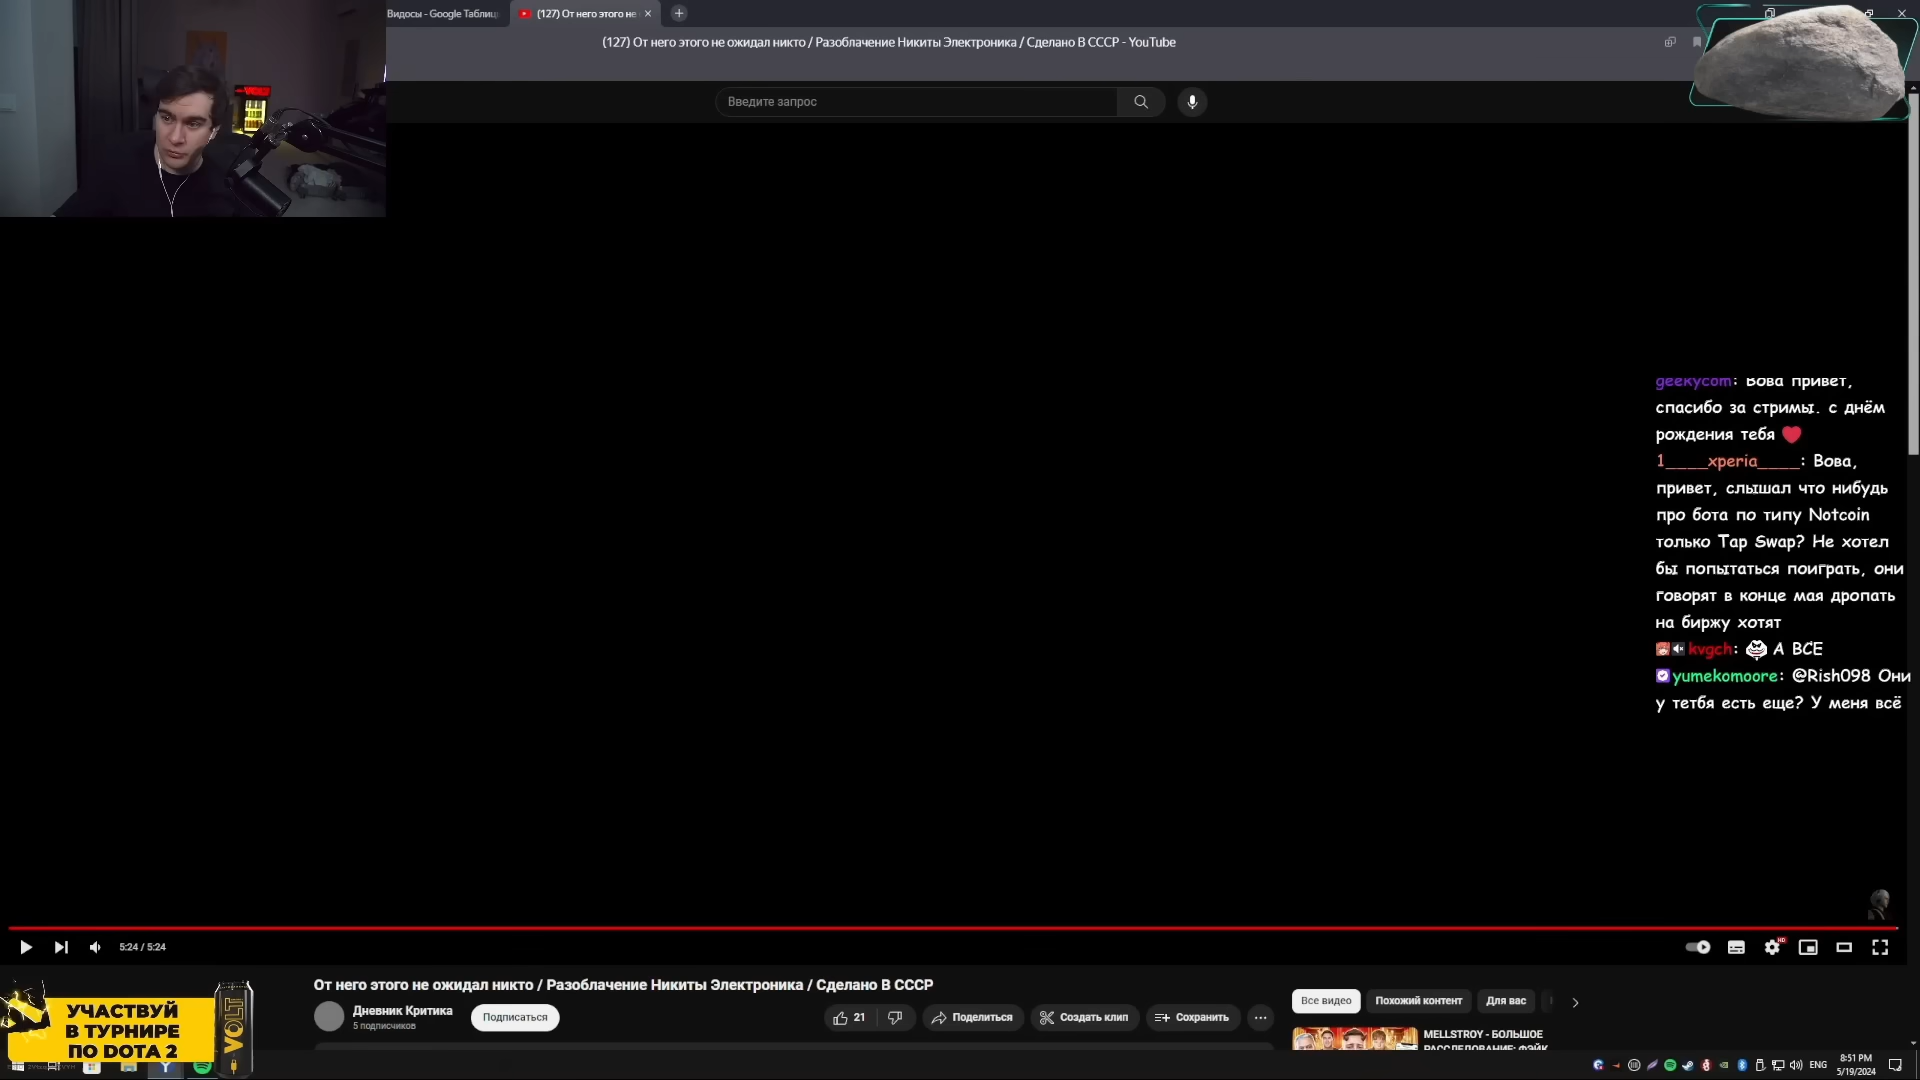 Видосы - Google Таблиц
(127) От него этого не
(127) От него этого не ожидал никто / Разоблачение Никиты Электроника / Сделано В СССР - YouTube
Введите запрос
geekycom: Вова привет,
спасибо за стримы. с днём
рождения тебя
1____xperia____: Вова,
привет, слышал что нибудь
про бота по типу Notcoin
только Tap Swap? Не хотел
бы попытаться поиграть, они
говорят в конце мая дропать
на биржу хотят
kvgch: А ВСЕ
yumekomoore: @Rish098 Они
у тетбя есть еще? У меня всё
5:24 / 5:24
HD
От него этого не ожидал никто / Разоблачение Никиты Электроника / Сделано В СССР
Дневник Критика
5 подписчиков
Подписаться
21
Поделиться
Создать клип
Сохранить
Все видео
Похожий контент
Для вас
MELLSTROY - БОЛЬШОЕ
РАССЛЕДОВАНИЕ: ФЭЙК
УЧАСТВУЙ
В ТУРНИРЕ
ПО DOTA 2
VOLT
ENG
8:51 PM
5/19/2024